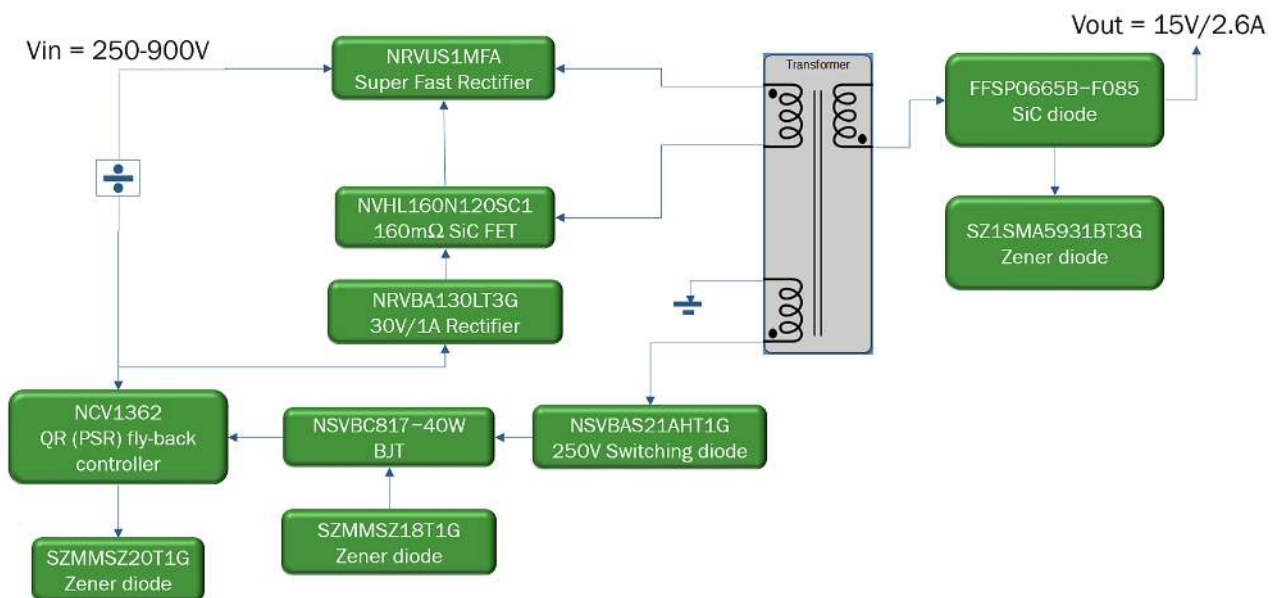 Vin = 250-900V
NRVUS1MFA
Super Fast Rectifier
Transformer
Vout = 15V/2.6A
FFSP0665B-F085
SiC diode
NVHL160N120SC1
160mΩ SiC FET
SZ1SMA5931BT3G
Zener diode
NRVBA130LT3G
30V/1A Rectifier
NCV1362
QR (PSR) fly-back
controller
NSVBC817-40W
BJT
NSVBAS21AHT1G
250V Switching diode
SZMMSZ18T1G
Zener diode
SZMMSZ20T1G
Zener diode